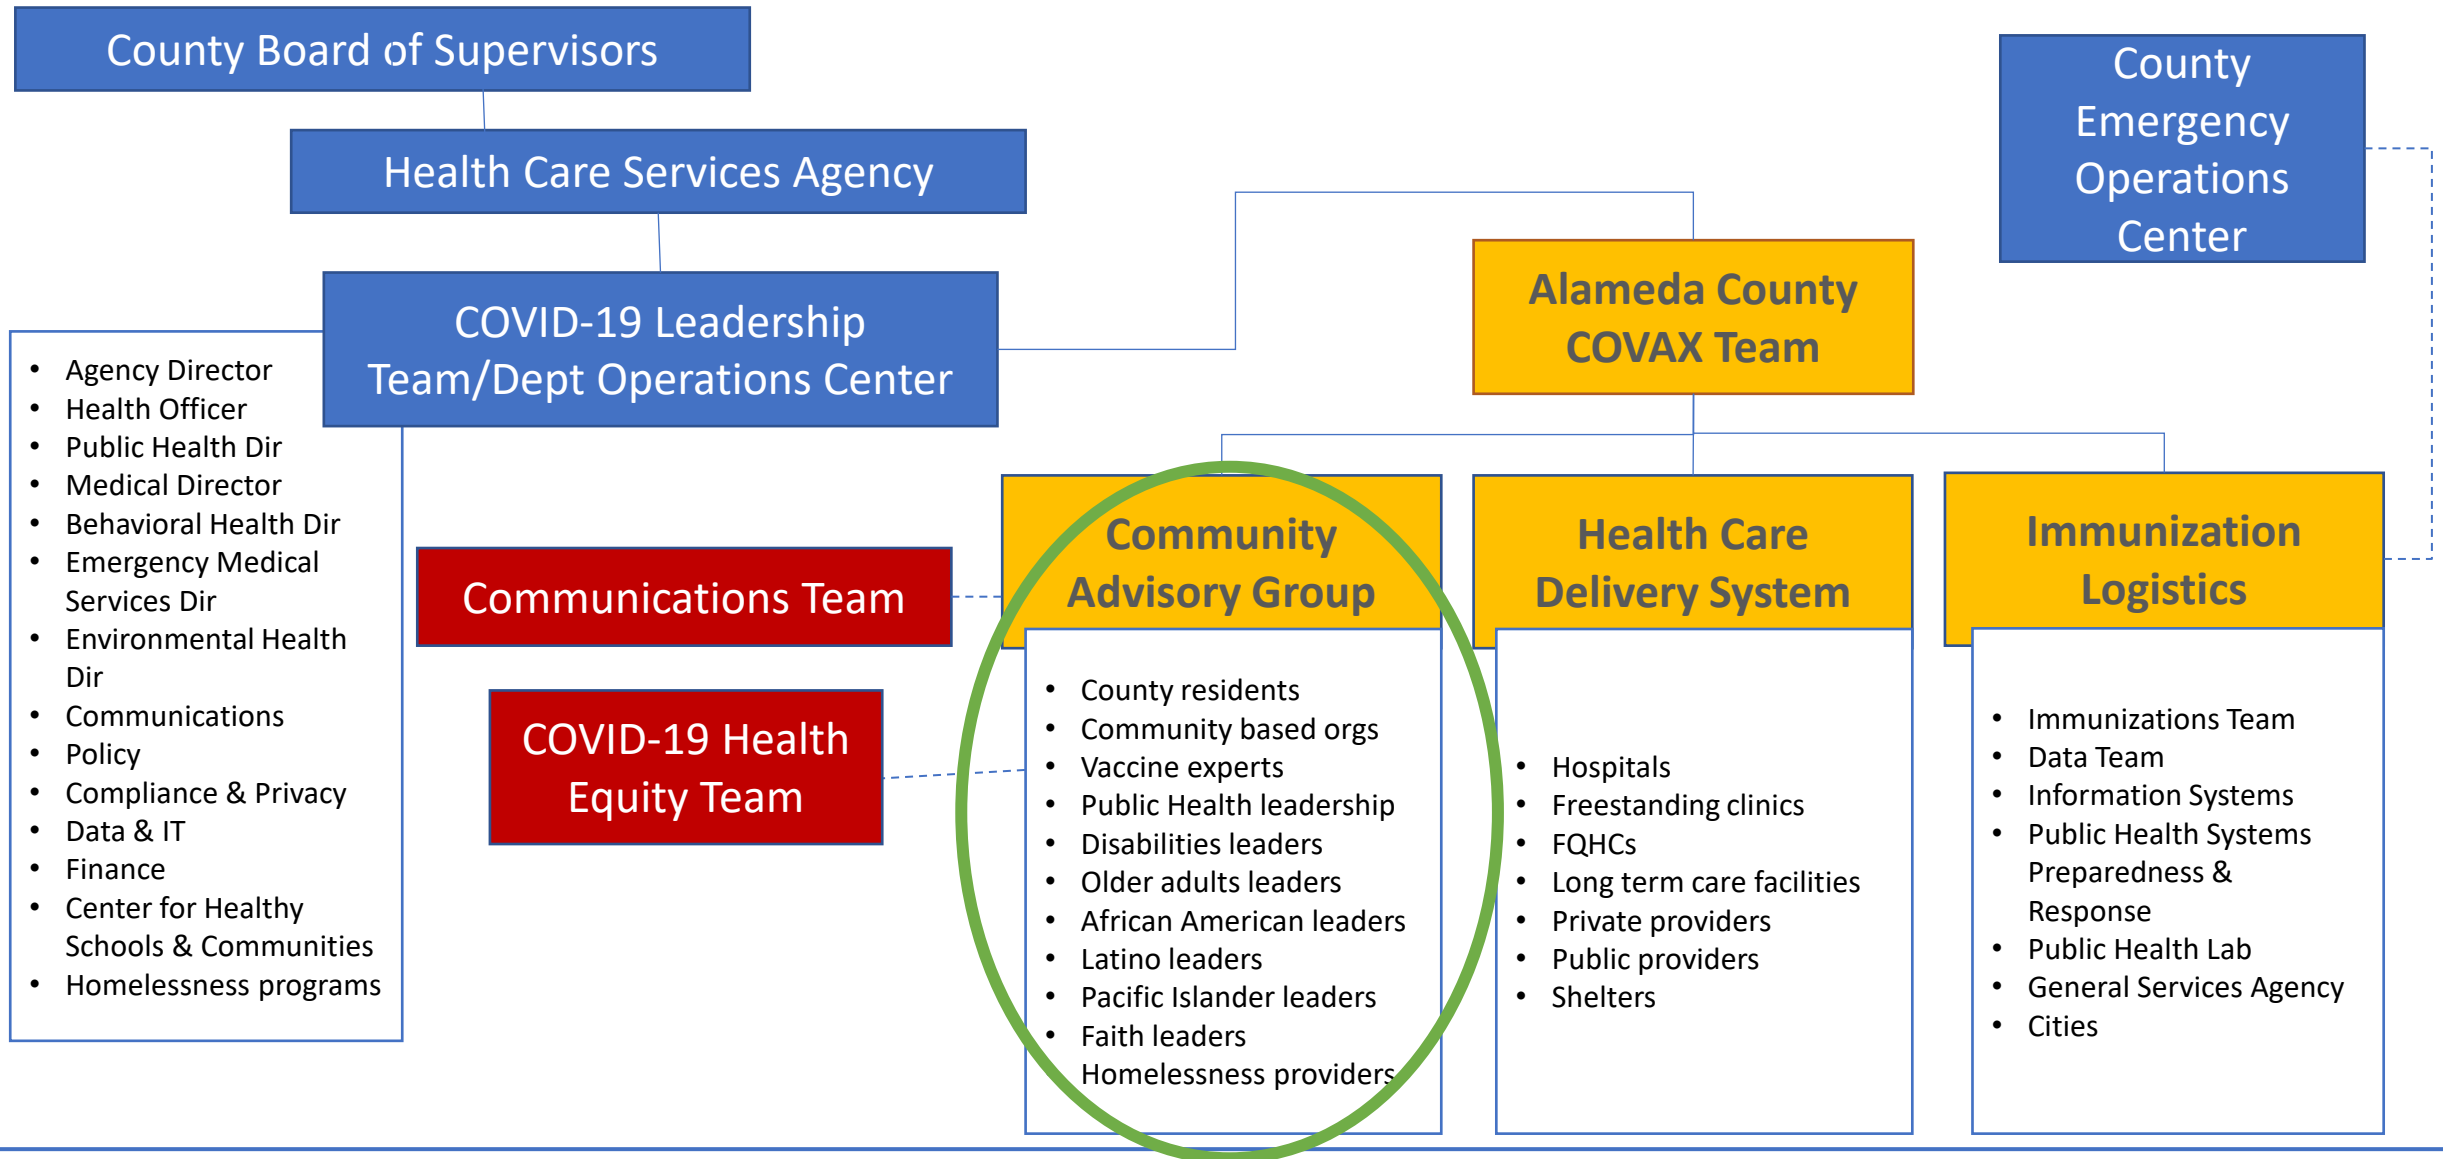 County Board of Supervisors
Health Care Services Agency
COVID-19 Leadership
Team/Dept Operations Center
• Agency Director
• Health Officer
• Public Health Dir
• Medical Director
• Behavioral Health Dir
• Emergency Medical
Services Dir
• Environmental Health
Dir
• Communications
• Policy
• Compliance & Privacy
• Data & IT
• Finance
• Center for Healthy
Schools & Communities
• Homelessness programs
County
Emergency
Operations
Center
Alameda County
COVAX Team
Communications Team
COVID-19 Health
Equity Team
Community
Advisory Group
• County residents
• Community based orgs
• Vaccine experts
• Public Health leadership
• Disabilities leaders
• Older adults leaders
• African American leaders
• Latino leaders
• Pacific Islander leaders
• Faith leaders
Homelessness providers
Health Care
Delivery System
• Hospitals
• Freestanding clinics
• FQHCs
• Long term care facilities
• Private providers
• Public providers
• Shelters
Immunization
Logistics
• Immunizations Team
• Data Team
• Information Systems
• Public Health Systems
Preparedness &
Response
• Public Health Lab
• General Services Agency
• Cities